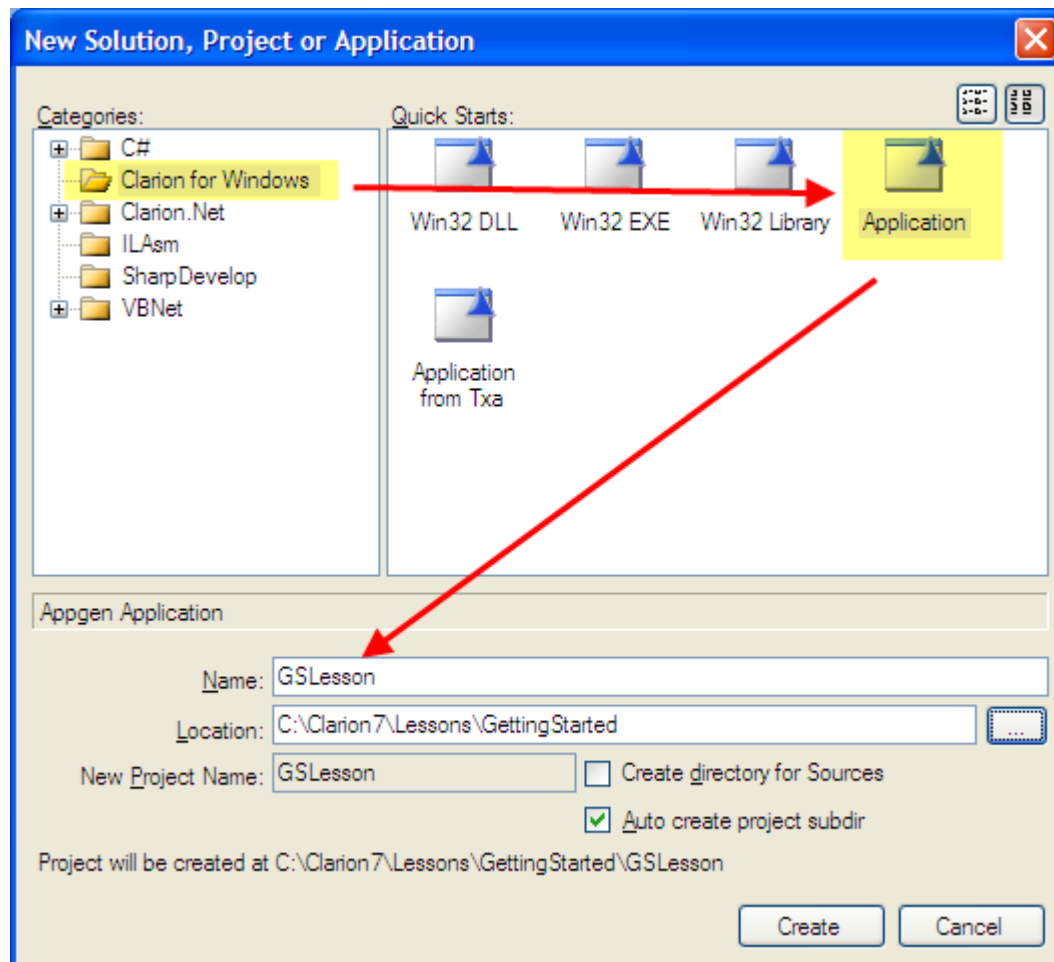 New Solution, Project or Application
Categories:
C#
Clarion for Windows
Clarion.Net
ILAsm
SharpDevelop
VBNet
Quick Starts:
Win32 DLL
Win32 EXE
Win32 Library
Application
Application
from Txa
Appgen Application
Name: GSLesson
Location: C:\Clarion7\Lessons\GettingStarted ...
New Project Name: GSLesson
Create directory for Sources
Auto create project subdir
Project will be created at C:\Clarion7\Lessons\GettingStarted\GSLesson
Create
Cancel